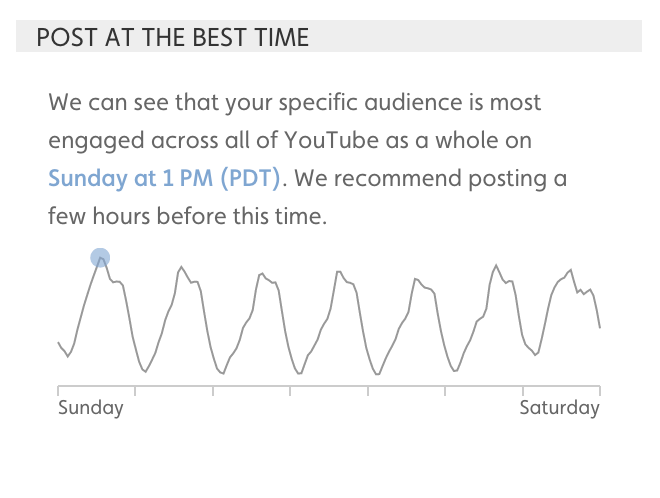 POST AT THE BEST TIME
We can see that your specific audience is most
engaged across all of YouTube as a whole on
Sunday at 1 PM (PDT). We recommend posting a
few hours before this time.
Sunday Saturday